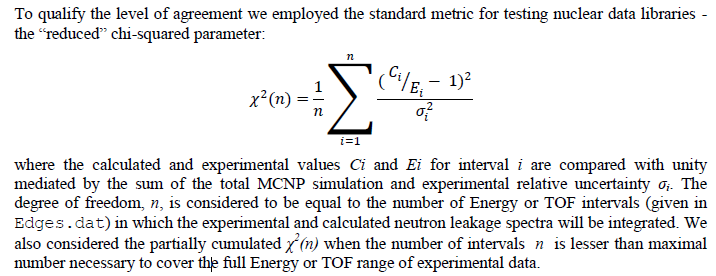 To qualify the level of agreement we employed the standard metric for testing nuclear data libraries -
the “reduced” chi-squared parameter:
χ²(n) = 1/n ∑_{i=1}^{n} (C_i/E_i − 1)² / σ_i²
where the calculated and experimental values Ci and Ei for interval i are compared with unity
mediated by the sum of the total MCNP simulation and experimental relative uncertainty σ_i. The
degree of freedom, n, is considered to be equal to the number of Energy or TOF intervals (given in
Edges.dat) in which the experimental and calculated neutron leakage spectra will be integrated. We
also considered the partially cumulated χ²(n) when the number of intervals n is lesser than maximal
number necessary to cover the full Energy or TOF range of experimental data.